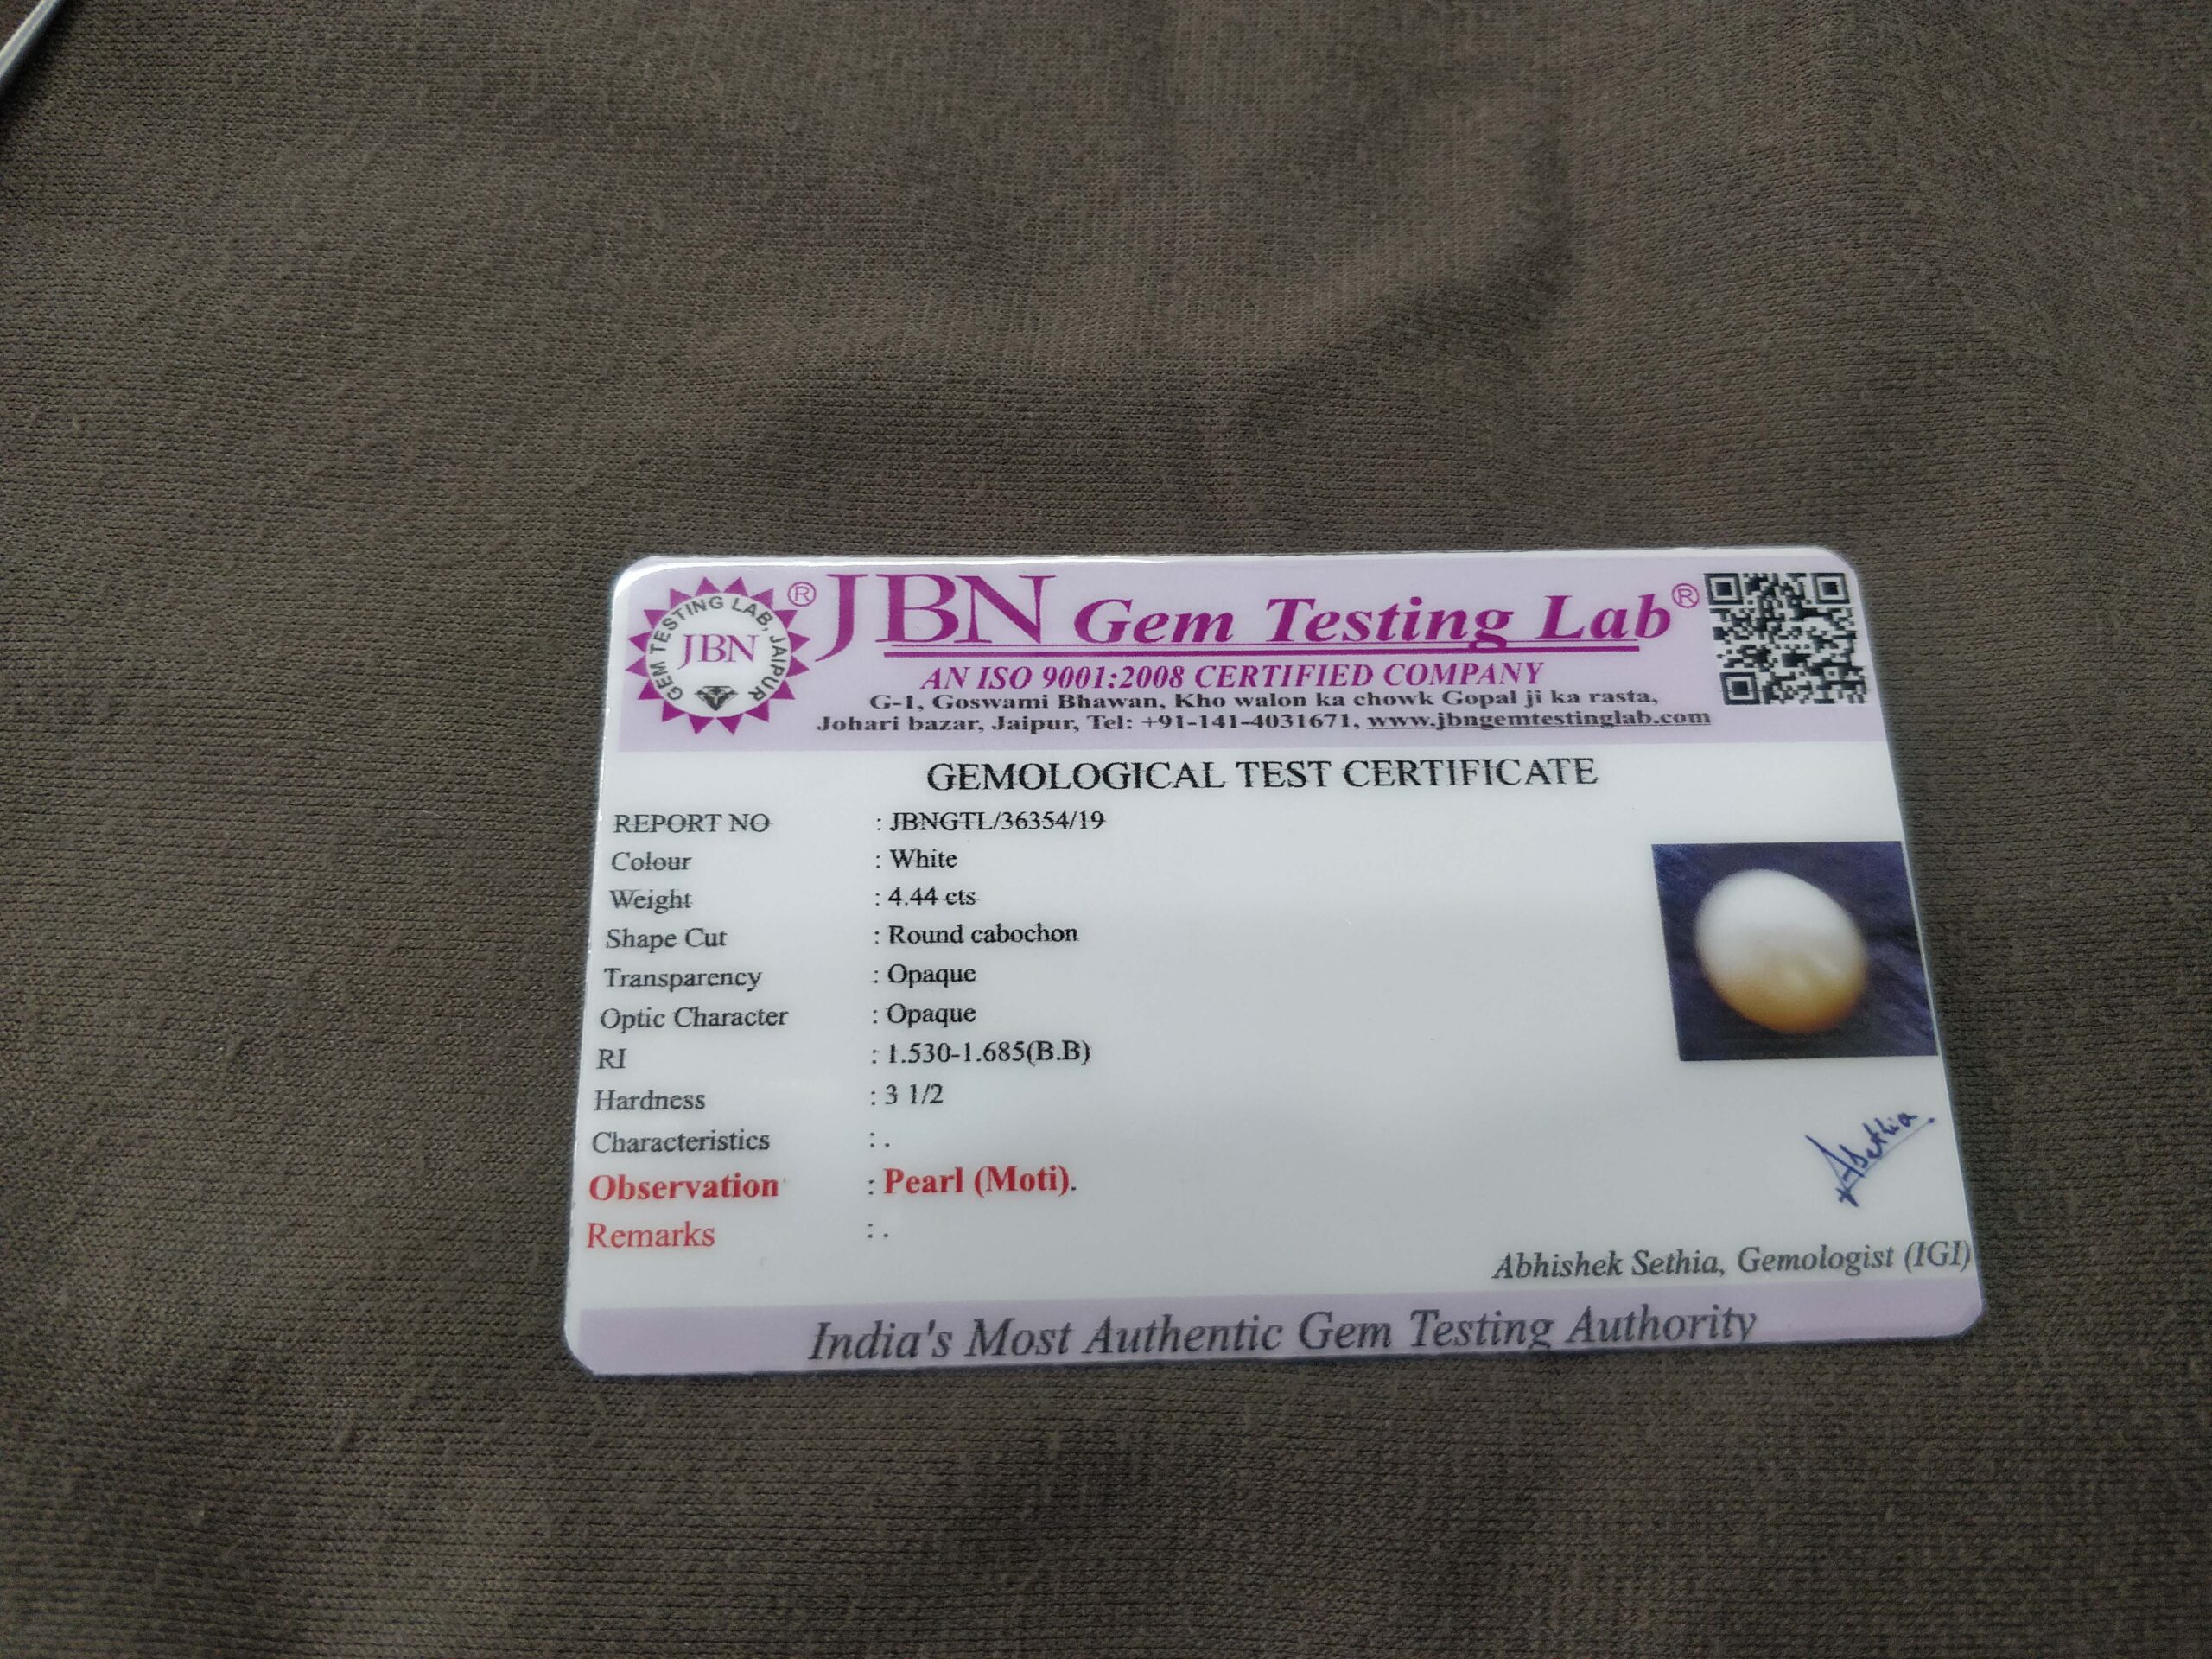 GEM TESTING LAB, JAIPUR
JBN
® JBN Gem Testing Lab®
AN ISO 9001:2008 CERTIFIED COMPANY
G-1, Goswami Bhawan, Kho walon ka chowk Gopal ji ka rasta,
Johari bazar, Jaipur, Tel: +91-141-4031671, www.jbngemtestinglab.com
GEMOLOGICAL TEST CERTIFICATE
REPORT NO : JBNGTL/36354/19
Colour : White
Weight : 4.44 cts
Shape Cut : Round cabochon
Transparency : Opaque
Optic Character : Opaque
RI : 1.530-1.685(B.B)
Hardness : 3 1/2
Characteristics : .
Observation : Pearl (Moti).
Remarks : .
ASethia
Abhishek Sethia, Gemologist (IGI)
India's Most Authentic Gem Testing Authority